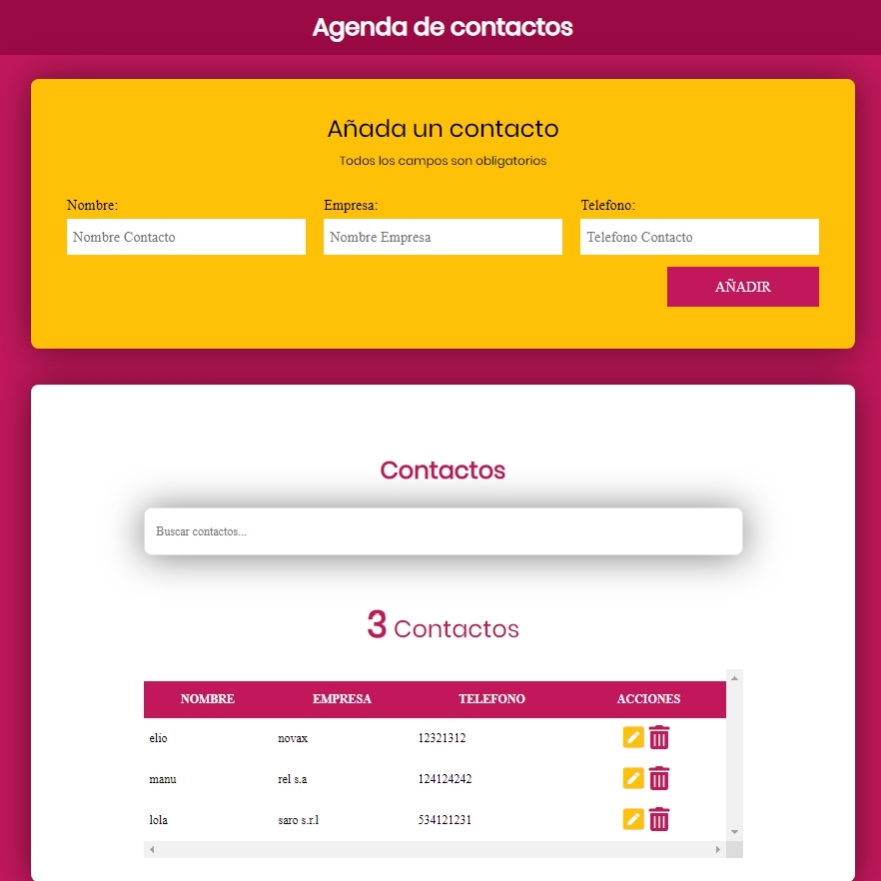 Agenda de contactos
Añada un contacto
Todos los campos son obligatorios
Nombre: Empresa: Telefono:
Nombre Contacto Nombre Empresa Telefono Contacto
AÑADIR
Contactos
Buscar contactos...
3 Contactos
NOMBRE EMPRESA TELEFONO ACCIONES
elio novax 12321312
manu rel s.a 124124242
lola saro s.r.l 534121231